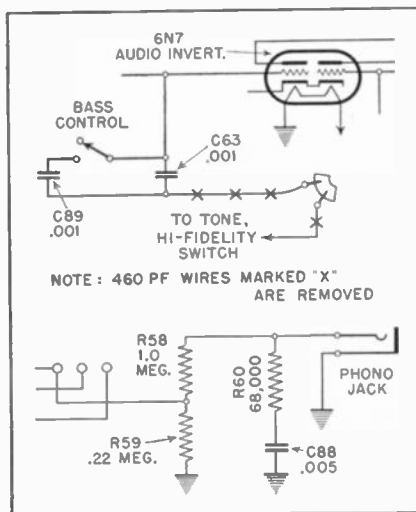 6N7
AUDIO INVERT.
BASS
CONTROL
C63
.001
C89
.001
TO TONE,
HI-FIDELITY
SWITCH
NOTE: 460 PF WIRES MARKED "X"
ARE REMOVED
R58
1.0
MEG.
R60
68,000
PHONO
JACK
R59
.22 MEG.
C88
.005